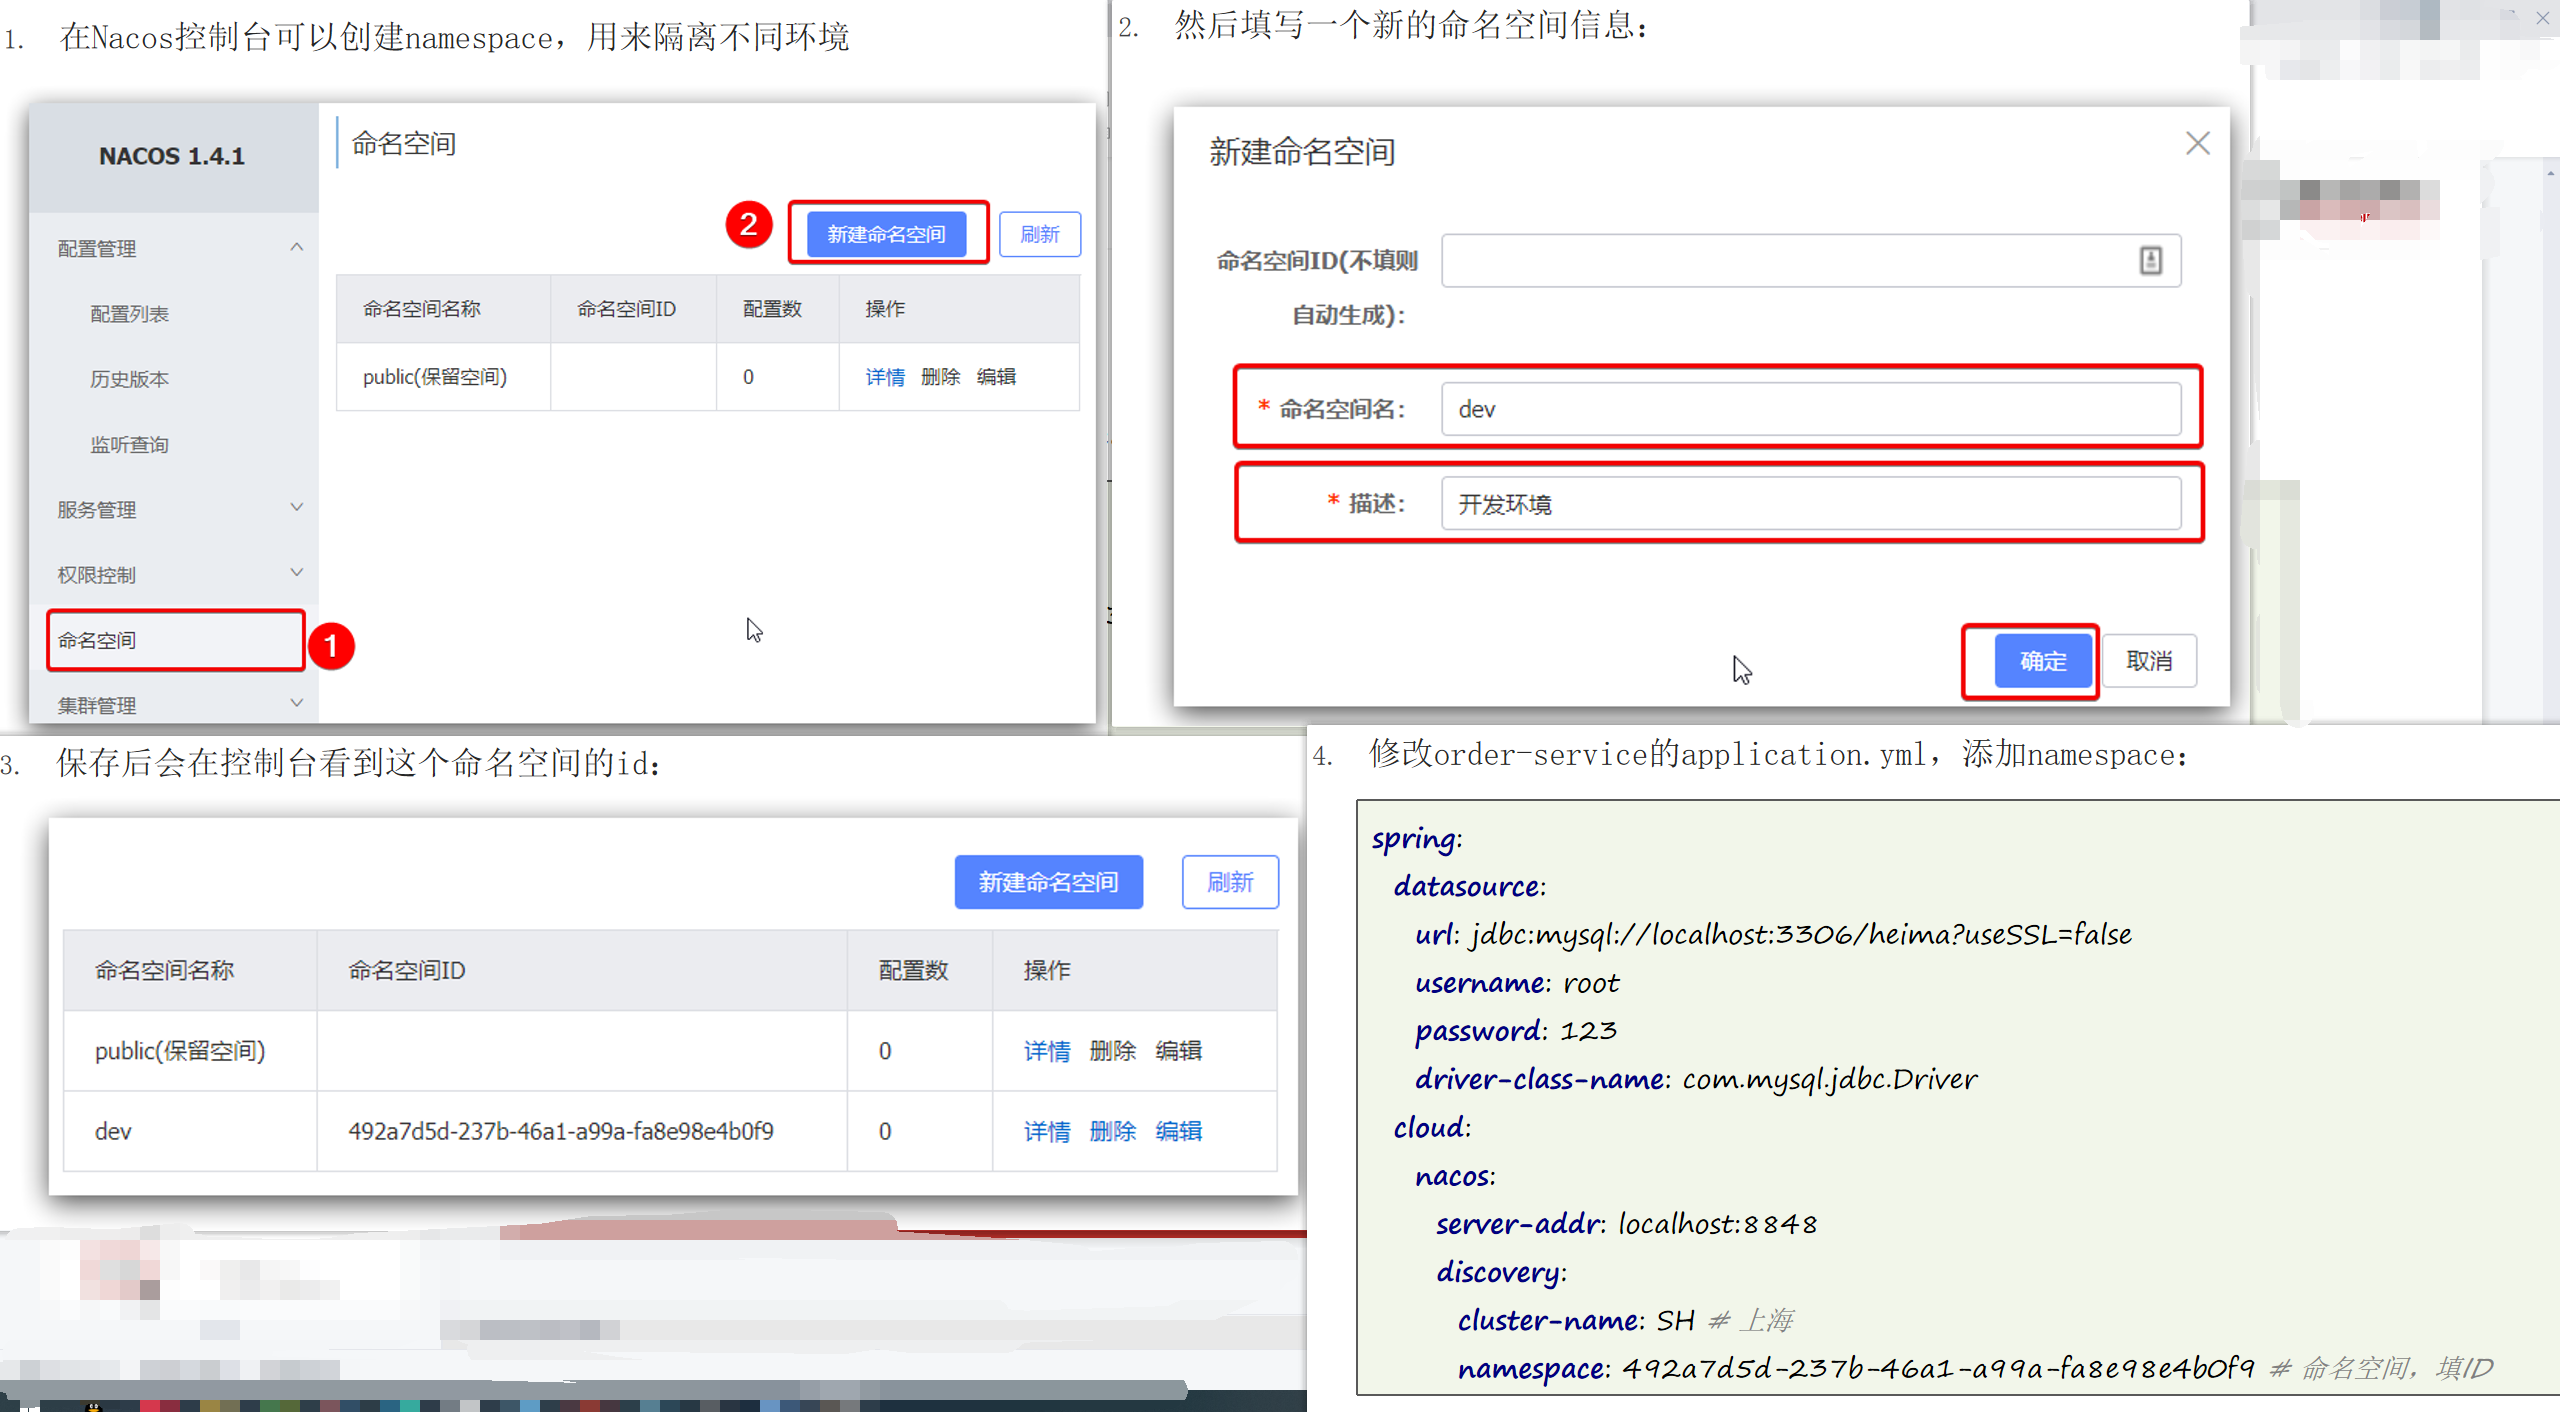 1. 在Nacos控制台可以创建namespace，用来隔离不同环境
NACOS 1.4.1
配置管理
配置列表
历史版本
监听查询
服务管理
权限控制
命名空间
1
集群管理
命名空间
2 新建命名空间 刷新
命名空间名称 命名空间ID 配置数 操作
public(保留空间) 0 详情 删除 编辑
2. 然后填写一个新的命名空间信息：
新建命名空间
命名空间ID(不填则
自动生成)：
* 命名空间名： dev
* 描述： 开发环境
确定 取消
3. 保存后会在控制台看到这个命名空间的id：
新建命名空间 刷新
命名空间名称 命名空间ID 配置数 操作
public(保留空间) 0 详情 删除 编辑
dev 492a7d5d-237b-46a1-a99a-fa8e98e4b0f9 0 详情 删除 编辑
4. 修改order-service的application.yml，添加namespace：
spring:
datasource:
url: jdbc:mysql://localhost:3306/heima?useSSL=false
username: root
password: 123
driver-class-name: com.mysql.jdbc.Driver
cloud:
nacos:
server-addr: localhost:8848
discovery:
cluster-name: SH # 上海
namespace: 492a7d5d-237b-46a1-a99a-fa8e98e4b0f9 # 命名空间，填ID